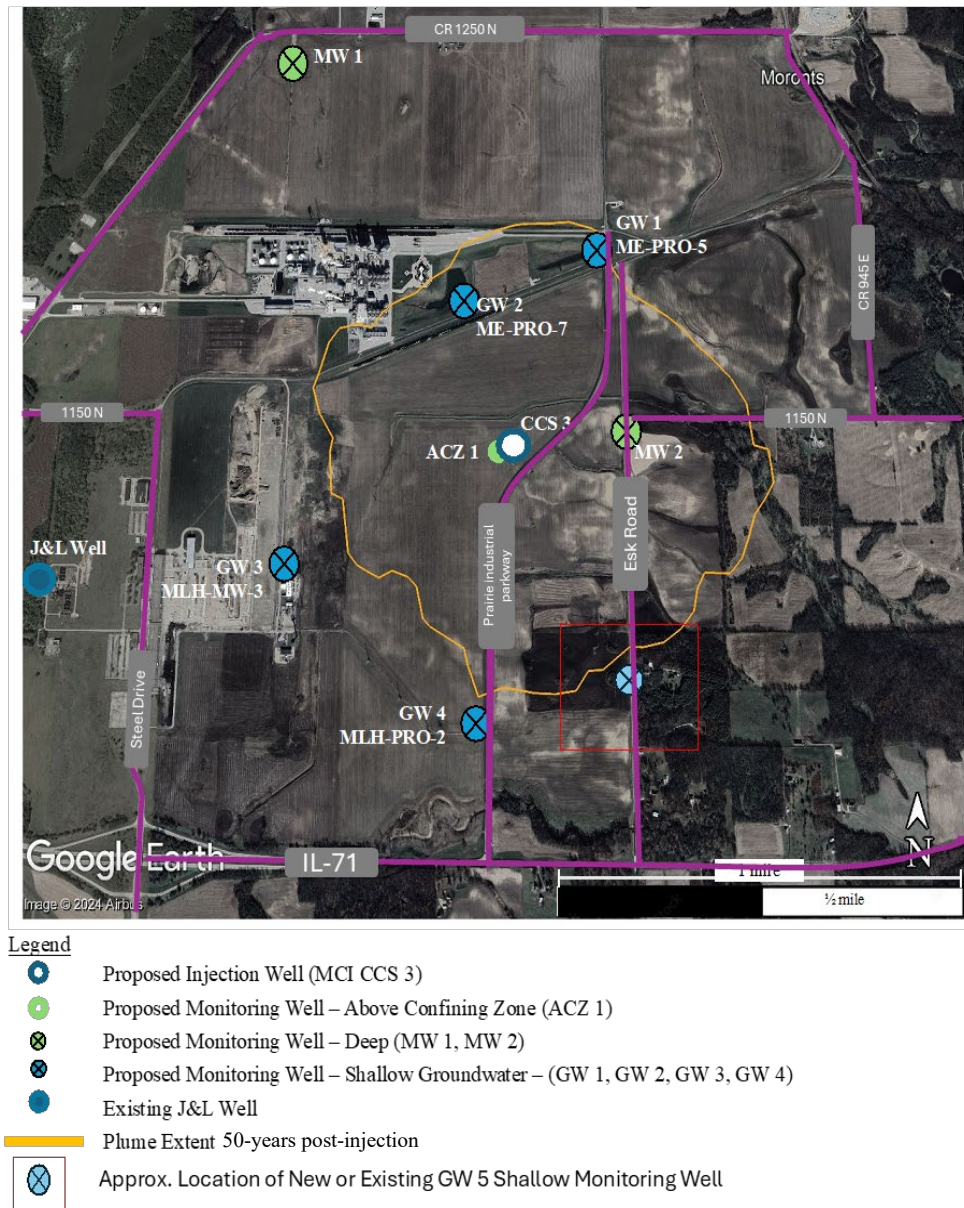 CR 1250 N
MW 1
Moronts
GW 1
ME-PRO-5
CR 945 E
GW 2
ME-PRO-7
1150 N
1150 N
CCS 3
ACZ 1
MW 2
J&L Well
GW 3
MLH-MW-3
Prairie industrial
parkway
Esk Road
Steel Drive
GW 4
MLH-PRO-2
N
Google Earth
IL-71
1 mile
½ mile
Image © 2024 Airbus
Legend
Proposed Injection Well (MCI CCS 3)
Proposed Monitoring Well – Above Confining Zone (ACZ 1)
Proposed Monitoring Well – Deep (MW 1, MW 2)
Proposed Monitoring Well – Shallow Groundwater – (GW 1, GW 2, GW 3, GW 4)
Existing J&L Well
Plume Extent 50-years post-injection
Approx. Location of New or Existing GW 5 Shallow Monitoring Well